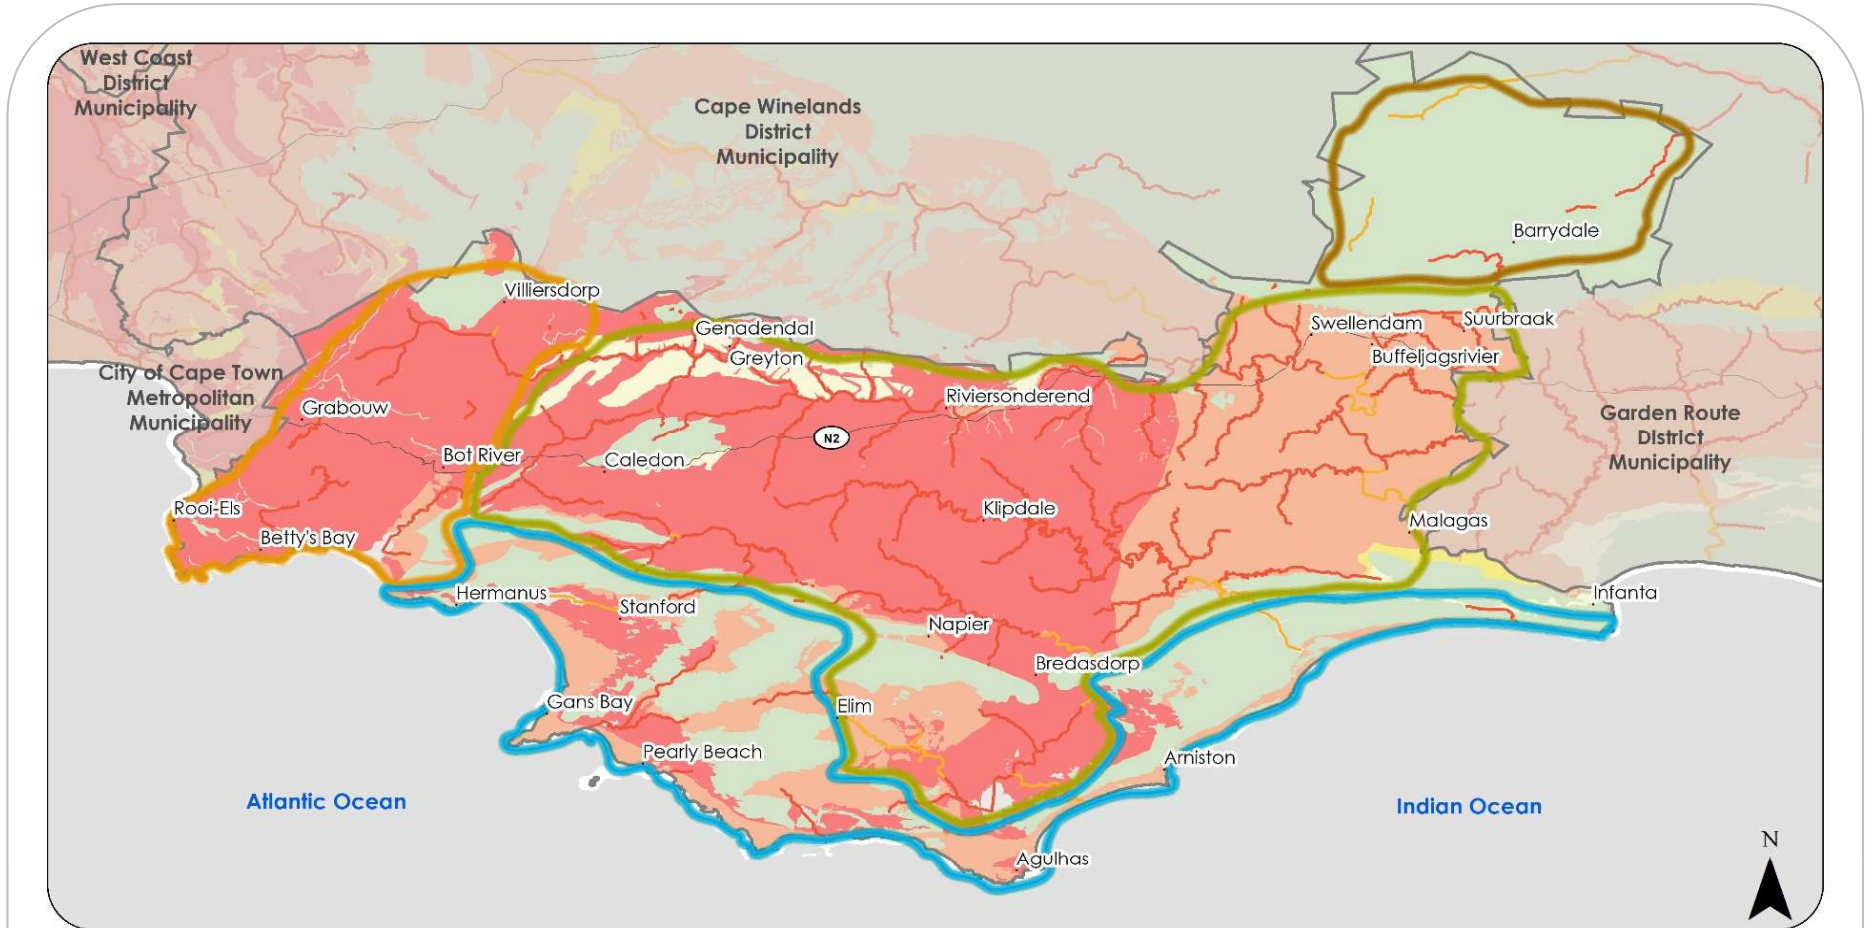 West Coast
District
Municipality
Cape Winelands
District
Municipality
Barrydale
Villiersdorp
Genadendal
Greyton
Swellendam
Suurbraak
Buffeljagsrivier
City of Cape Town
Metropolitan
Municipality
Grabouw
Riviersonderend
Garden Route
District
Municipality
N2
Bot River
Caledon
Rooi-Els
Klipdale
Malagas
Betty's Bay
Hermanus
Stanford
Infanta
Napier
Bredasdorp
Gans Bay
Elim
Pearly Beach
Arniston
Atlantic Ocean
Indian Ocean
N
Agulhas